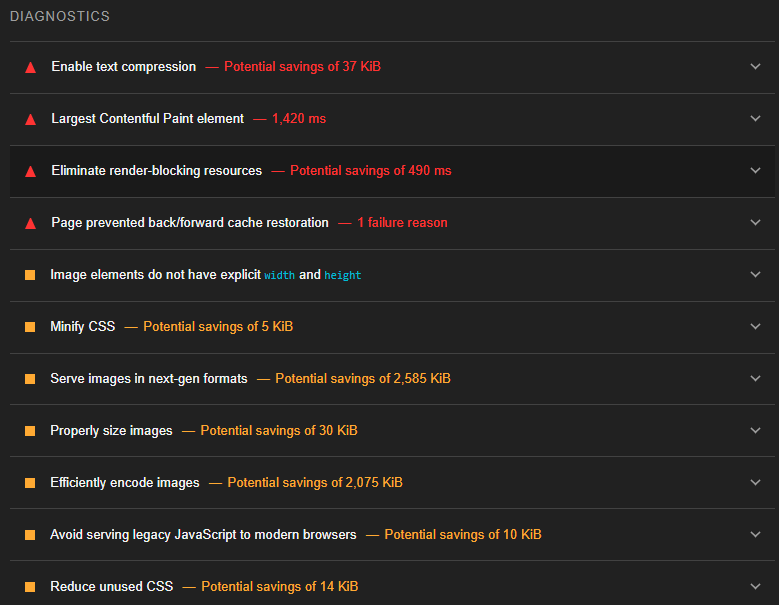 DIAGNOSTICS
Enable text compression — Potential savings of 37 KiB
Largest Contentful Paint element — 1,420 ms
Eliminate render-blocking resources — Potential savings of 490 ms
Page prevented back/forward cache restoration — 1 failure reason
Image elements do not have explicit width and height
Minify CSS — Potential savings of 5 KiB
Serve images in next-gen formats — Potential savings of 2,585 KiB
Properly size images — Potential savings of 30 KiB
Efficiently encode images — Potential savings of 2,075 KiB
Avoid serving legacy JavaScript to modern browsers — Potential savings of 10 KiB
Reduce unused CSS — Potential savings of 14 KiB